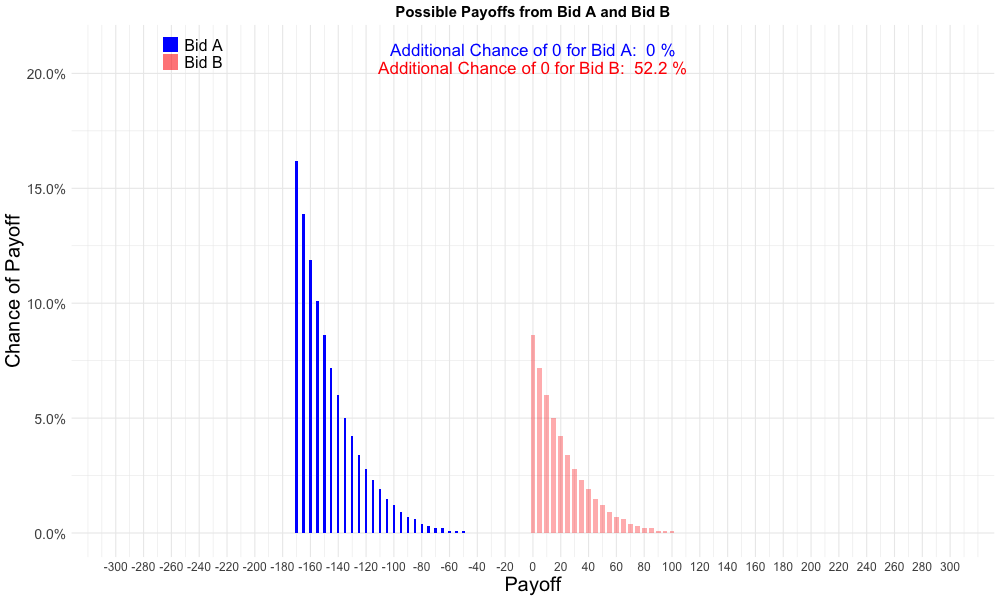 Possible Payoffs from Bid A and Bid B
Bid A
Bid B
Additional Chance of 0 for Bid A:  0 %
Additional Chance of 0 for Bid B:  52.2 %
Chance of Payoff
20.0%
15.0%
10.0%
5.0%
0.0%
-300 -280 -260 -240 -220 -200 -180 -160 -140 -120 -100 -80 -60 -40 -20 0 20 40 60 80 100 120 140 160 180 200 220 240 260 280 300
Payoff